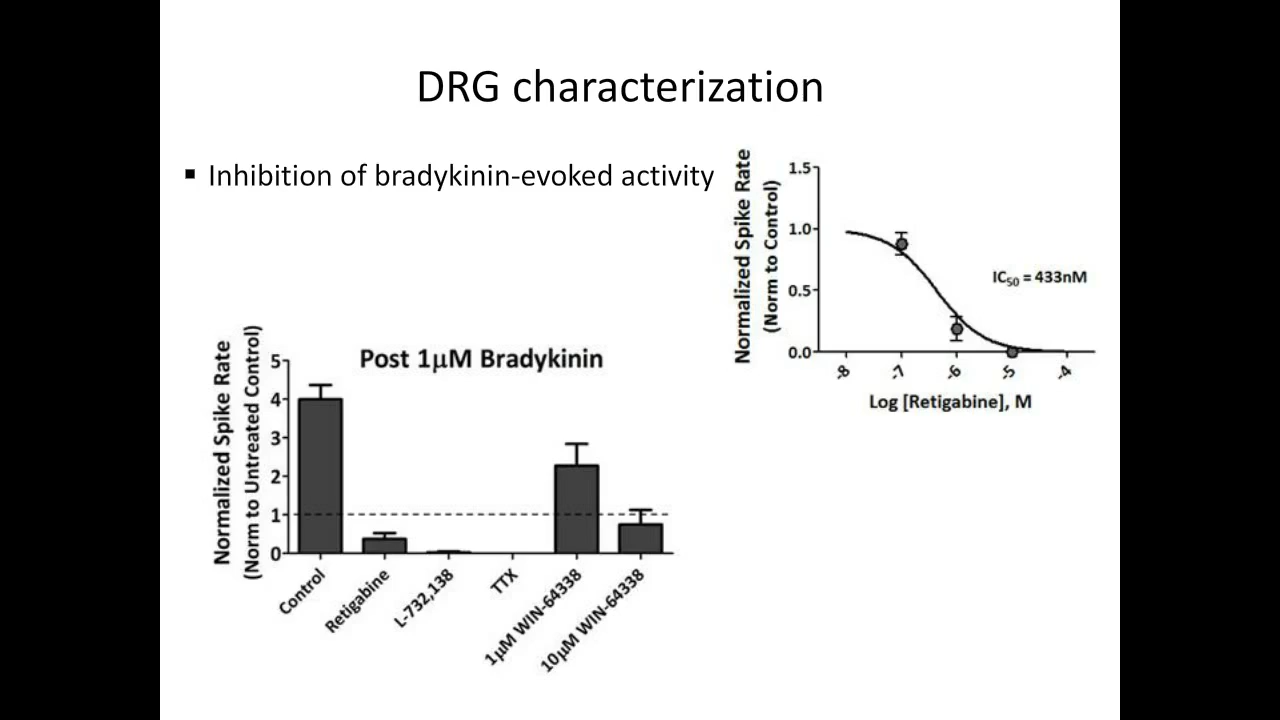 DRG characterization
▪ Inhibition of bradykinin-evoked activity
Normalized Spike Rate
(Norm to Control)
1.5
1.0
0.5
0.0
IC50 = 433nM
-8
-7
-6
-5
-4
Log [Retigabine], M
Post 1µM Bradykinin
Normalized Spike Rate
(Norm to Untreated Control)
5
4
3
2
1
0
Control
Retigabine
L-732,138
TTX
1µM WIN-64338
10µM WIN-64338